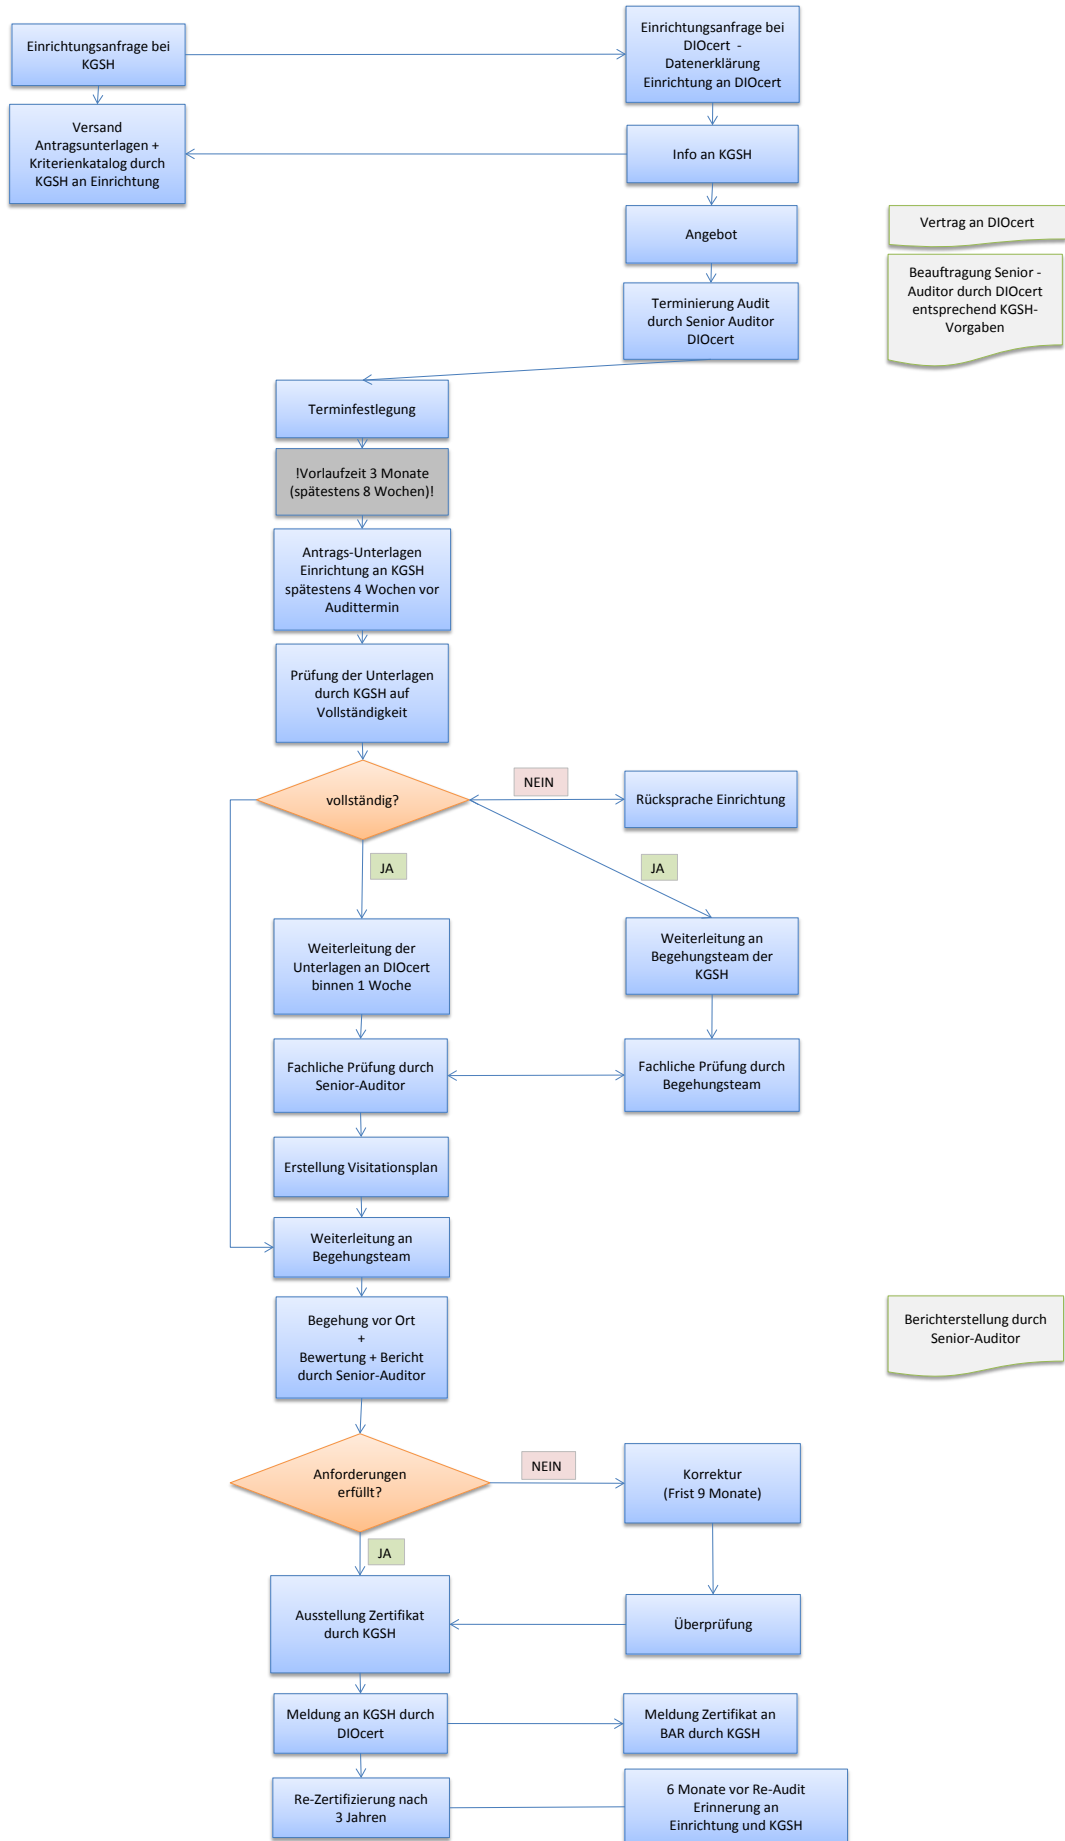 Einrichtungsanfrage bei
KGSH
Einrichtungsanfrage bei
DIOcert  -
Datenerklärung
Einrichtung an DIOcert
Versand
Antragsunterlagen +
Kriterienkatalog durch
KGSH an Einrichtung
Info an KGSH
Angebot
Vertrag an DIOcert
Beauftragung Senior -
Auditor durch DIOcert
entsprechend KGSH-
Vorgaben
Terminierung Audit
durch Senior Auditor
DIOcert
Terminfestlegung
!Vorlaufzeit 3 Monate
(spätestens 8 Wochen)!
Antrags-Unterlagen
Einrichtung an KGSH
spätestens 4 Wochen vor
Audittermin
Prüfung der Unterlagen
durch KGSH auf
Vollständigkeit
vollständig?
NEIN
Rücksprache Einrichtung
JA
JA
Weiterleitung der
Unterlagen an DIOcert
binnen 1 Woche
Weiterleitung an
Begehungsteam der
KGSH
Fachliche Prüfung durch
Senior-Auditor
Fachliche Prüfung durch
Begehungsteam
Erstellung Visitationsplan
Weiterleitung an
Begehungsteam
Begehung vor Ort
+
Bewertung + Bericht
durch Senior-Auditor
Berichterstellung durch
Senior-Auditor
Anforderungen
erfüllt?
NEIN
Korrektur
(Frist 9 Monate)
JA
Ausstellung Zertifikat
durch KGSH
Überprüfung
Meldung an KGSH durch
DIOcert
Meldung Zertifikat an
BAR durch KGSH
Re-Zertifizierung nach
3 Jahren
6 Monate vor Re-Audit
Erinnerung an
Einrichtung und KGSH